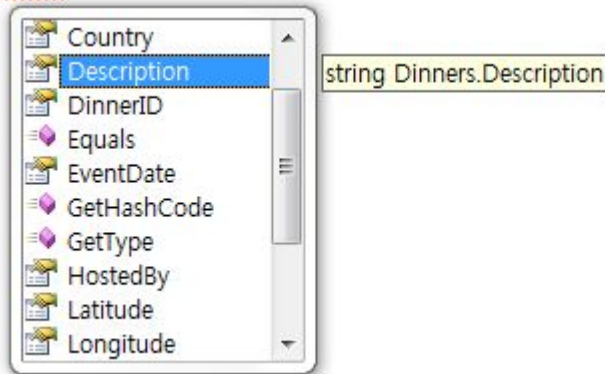 Country
Description
string Dinners.Description
DinnerID
Equals
EventDate
GetHashCode
GetType
HostedBy
Latitude
Longitude